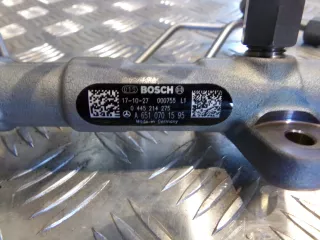 BOSCH
17-10-27 000755 L1
0 445 214 275
A 651 070 15 95
Made in Germany